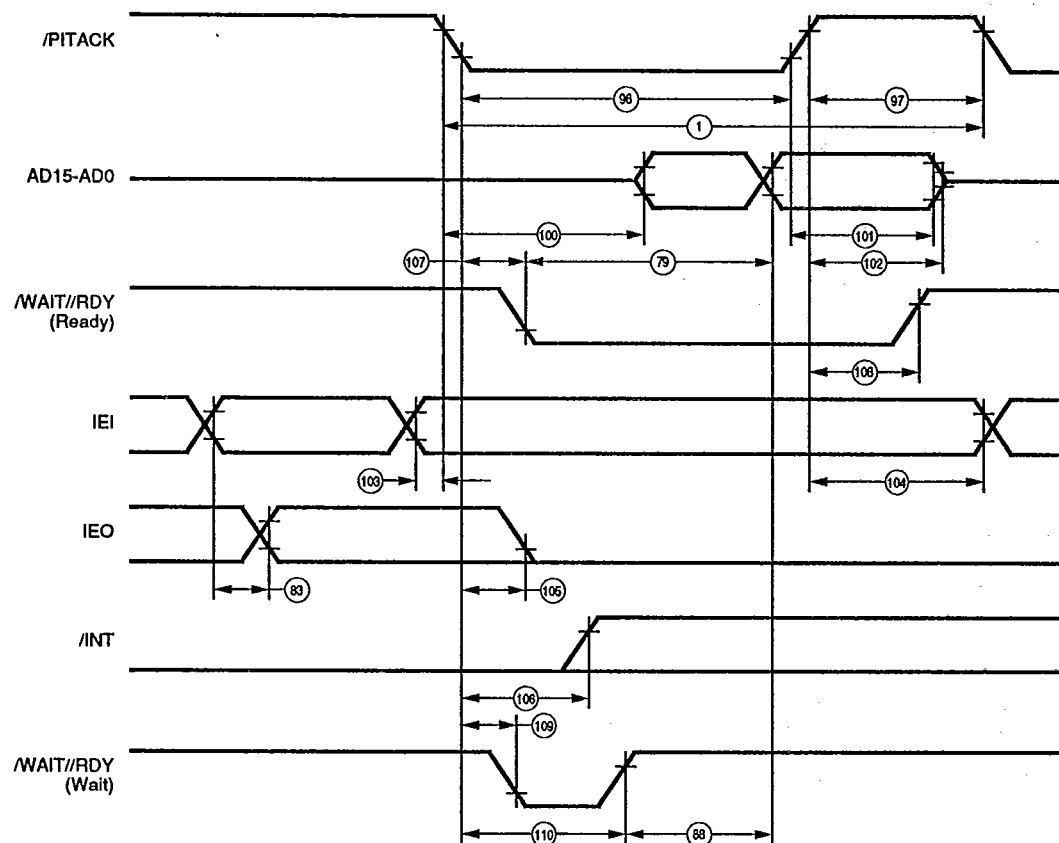 /PITACK
96
97
1
AD15-AD0
100
101
107
79
102
/WAIT//RDY
(Ready)
108
IEI
103
104
IEO
83
105
/INT
106
109
/WAIT//RDY
(Wait)
110
88